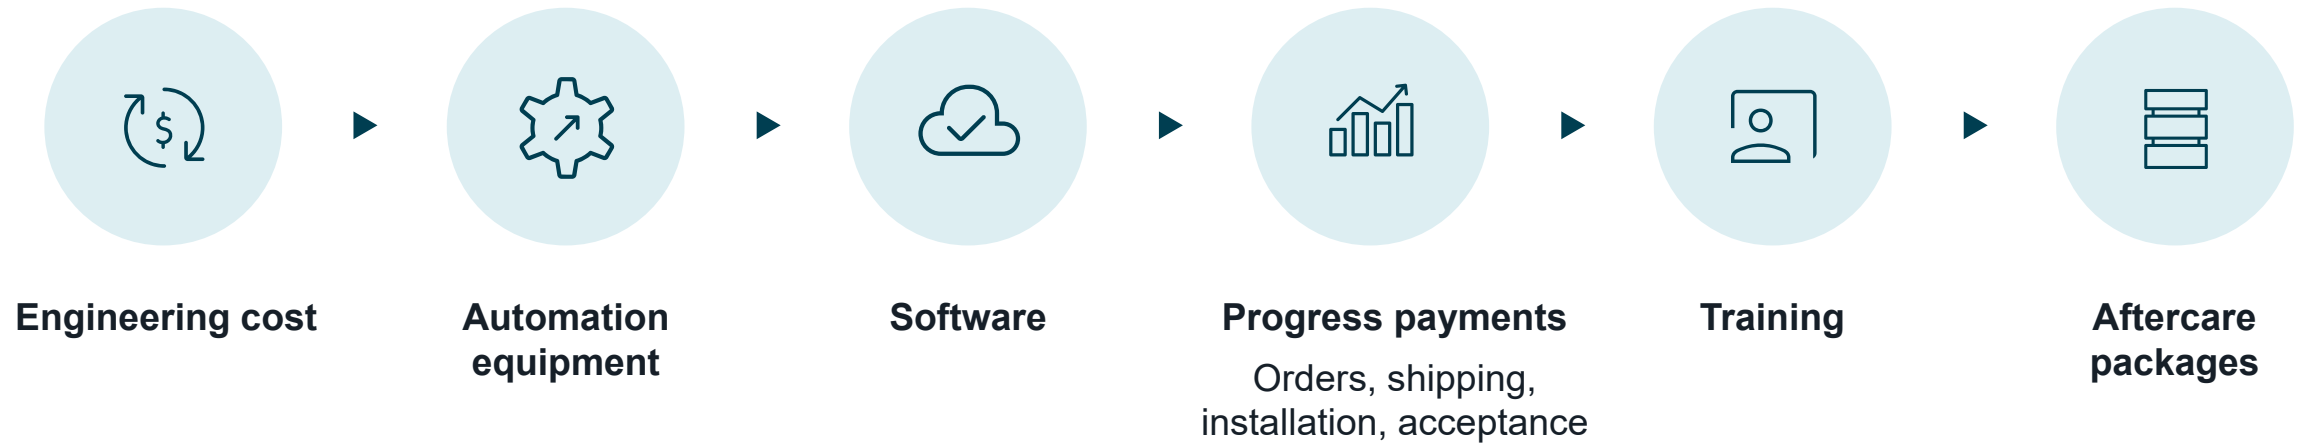 $
Engineering cost
Automation
equipment
Software
Progress payments
Orders, shipping,
installation, acceptance
Training
Aftercare
packages